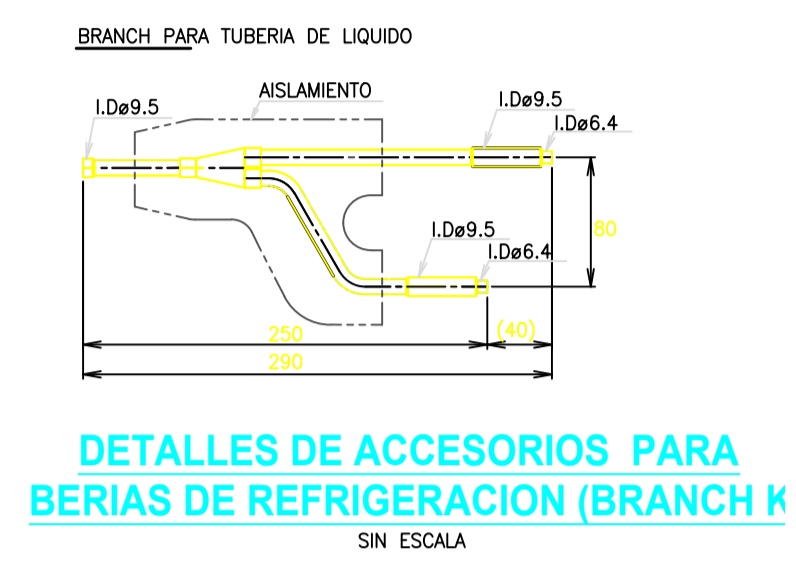 BRANCH PARA TUBERIA DE LIQUIDO
AISLAMIENTO
I.Dø9.5
I.Dø9.5
I.Dø6.4
80
I.Dø9.5
I.Dø6.4
250
(40)
290
DETALLES DE ACCESORIOS PARA
BERIAS DE REFRIGERACION (BRANCH K
SIN ESCALA